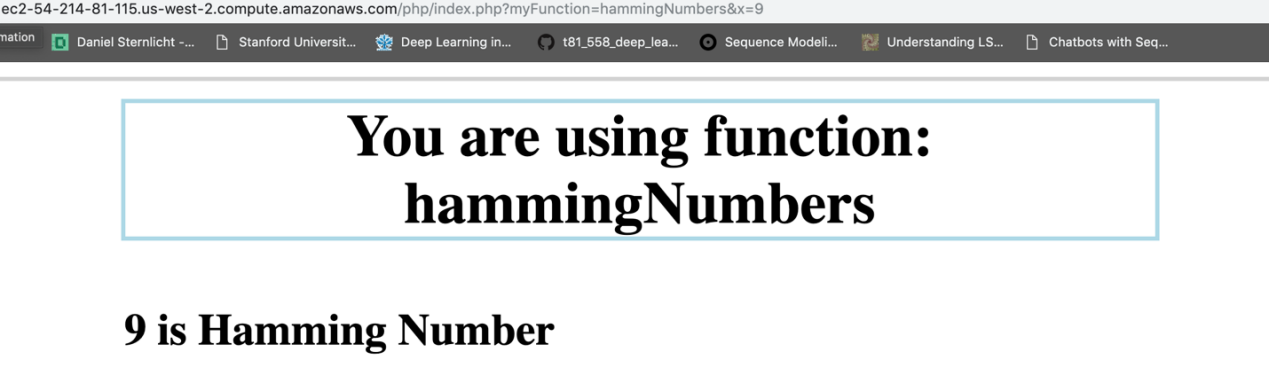 ec2-54-214-81-115.us-west-2.compute.amazonaws.com/php/index.php?myFunction=hammingNumbers&x=9
mation Daniel Sternlicht -... Stanford Universit... Deep Learning in... t81_558_deep_lea... Sequence Modeli... Understanding LS... Chatbots with Seq...
You are using function:
hammingNumbers
9 is Hamming Number